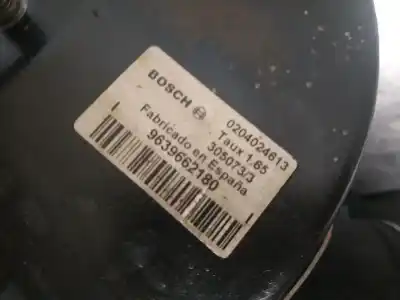 BOSCH
0204024613
Taux 1,65
305073/3
Fabricado en España
9639662180